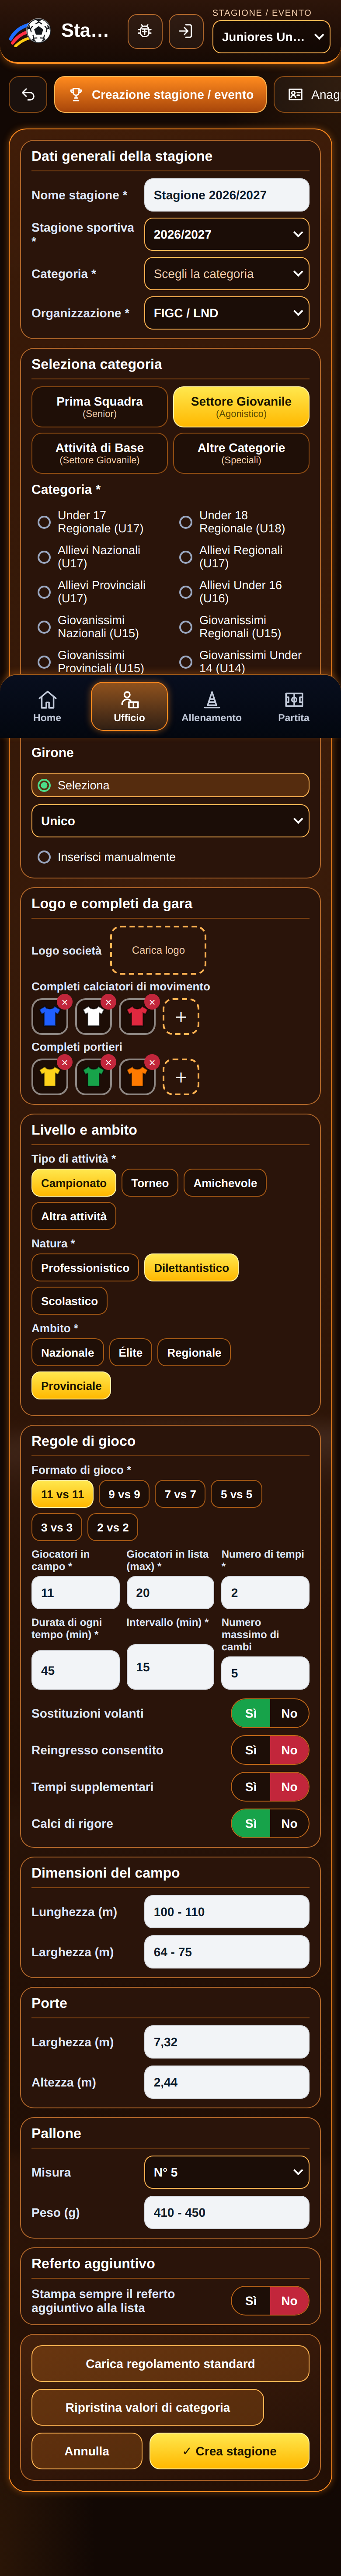 STAGIONE / EVENTO
Sta...
Juniores Un...
Creazione stagione / evento
Anag
Dati generali della stagione
Nome stagione *
Stagione 2026/2027
Stagione sportiva
*
2026/2027
Categoria *
Scegli la categoria
Organizzazione *
FIGC / LND
Seleziona categoria
Prima Squadra
(Senior)
Settore Giovanile
(Agonistico)
Attività di Base
(Settore Giovanile)
Altre Categorie
(Speciali)
Categoria *
Under 17
Regionale (U17)
Under 18
Regionale (U18)
Allievi Nazionali
(U17)
Allievi Regionali
(U17)
Allievi Provinciali
(U17)
Allievi Under 16
(U16)
Giovanissimi
Nazionali (U15)
Giovanissimi
Regionali (U15)
Giovanissimi
Provinciali (U15)
Giovanissimi Under
14 (U14)
Home
Ufficio
Allenamento
Partita
Girone
Seleziona
Unico
Inserisci manualmente
Logo e completi da gara
Logo società
Carica logo
Completi calciatori di movimento
Completi portieri
Livello e ambito
Tipo di attività *
Campionato
Torneo
Amichevole
Altra attività
Natura *
Professionistico
Dilettantistico
Scolastico
Ambito *
Nazionale
Élite
Regionale
Provinciale
Regole di gioco
Formato di gioco *
11 vs 11
9 vs 9
7 vs 7
5 vs 5
3 vs 3
2 vs 2
Giocatori in
campo *
11
Giocatori in lista
(max) *
20
Numero di tempi
*
2
Durata di ogni
tempo (min) *
45
Intervallo (min) *
15
Numero
massimo di
cambi
5
Sostituzioni volanti
Sì No
Reingresso consentito
Sì No
Tempi supplementari
Sì No
Calci di rigore
Sì No
Dimensioni del campo
Lunghezza (m)
100 - 110
Larghezza (m)
64 - 75
Porte
Larghezza (m)
7,32
Altezza (m)
2,44
Pallone
Misura
N° 5
Peso (g)
410 - 450
Referto aggiuntivo
Stampa sempre il referto
aggiuntivo alla lista
Sì No
Carica regolamento standard
Ripristina valori di categoria
Annulla
✓ Crea stagione